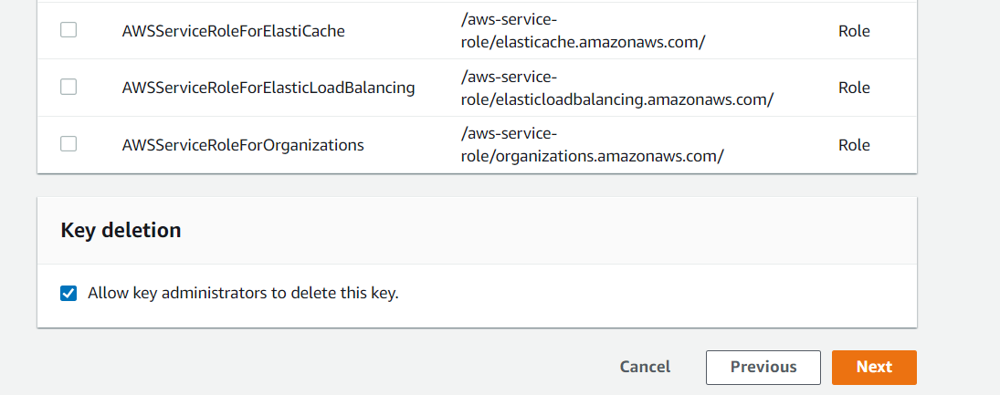 /aws-service-
AWSServiceRoleForElastiCache
role/elasticache.amazonaws.com/
Role
/aws-service-
AWSServiceRoleForElasticLoadBalancing
role/elasticloadbalancing.amazonaws.com/
Role
/aws-service-
AWSServiceRoleForOrganizations
role/organizations.amazonaws.com/
Role
Key deletion
Allow key administrators to delete this key.
Cancel
Previous
Next